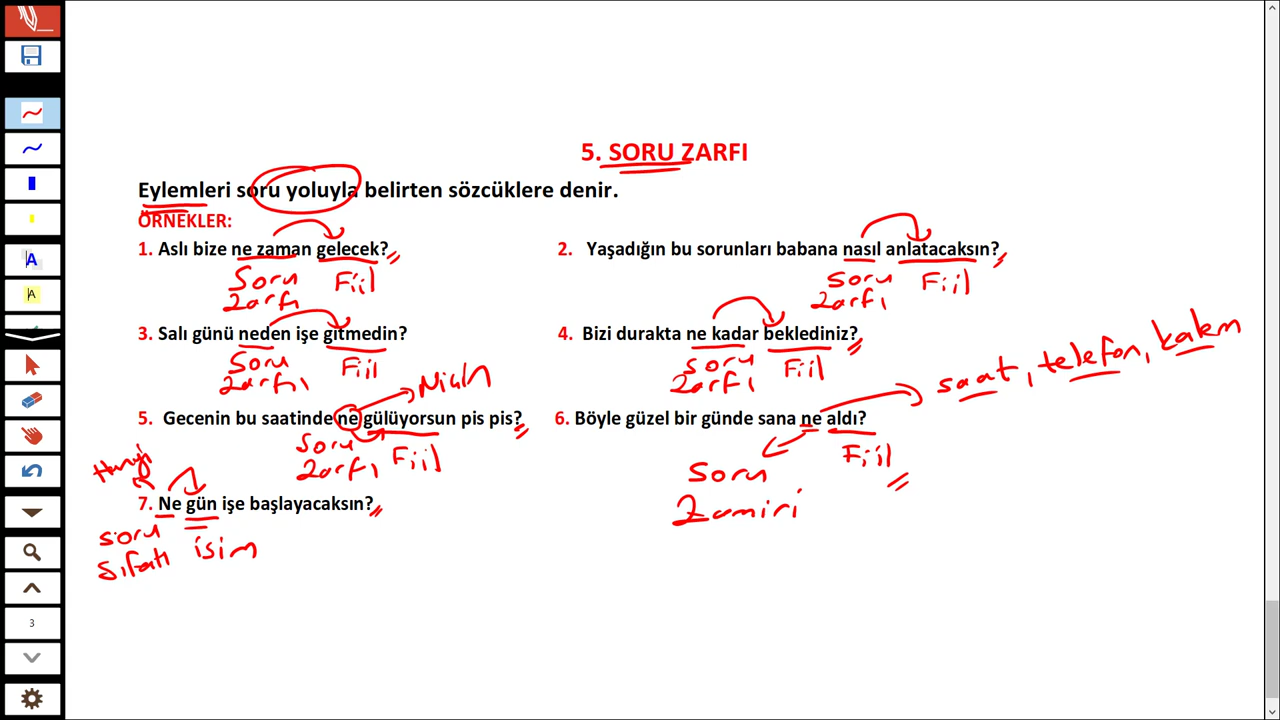 5. SORU ZARFI
Eylemleri soru yoluyla belirten sözcüklere denir.
ÖRNEKLER:
1. Aslı bize ne zaman gelecek?
Soru Zarfı Fiil
2. Yaşadığın bu sorunları babana nasıl anlatacaksın?
Soru Zarfı Fiil
3. Salı günü neden işe gitmedin?
Soru Zarfı Fiil
4. Bizi durakta ne kadar beklediniz?
Soru Zarfı Fiil
Niçin
5. Gecenin bu saatinde ne gülüyorsun pis pis?
Soru Zarfı Fiil
saat, telefon, kalem
6. Böyle güzel bir günde sana ne aldı?
Fiil
Soru
Zamiri
Hangi
7. Ne gün işe başlayacaksın?
soru
sıfatı isim
A
A
3